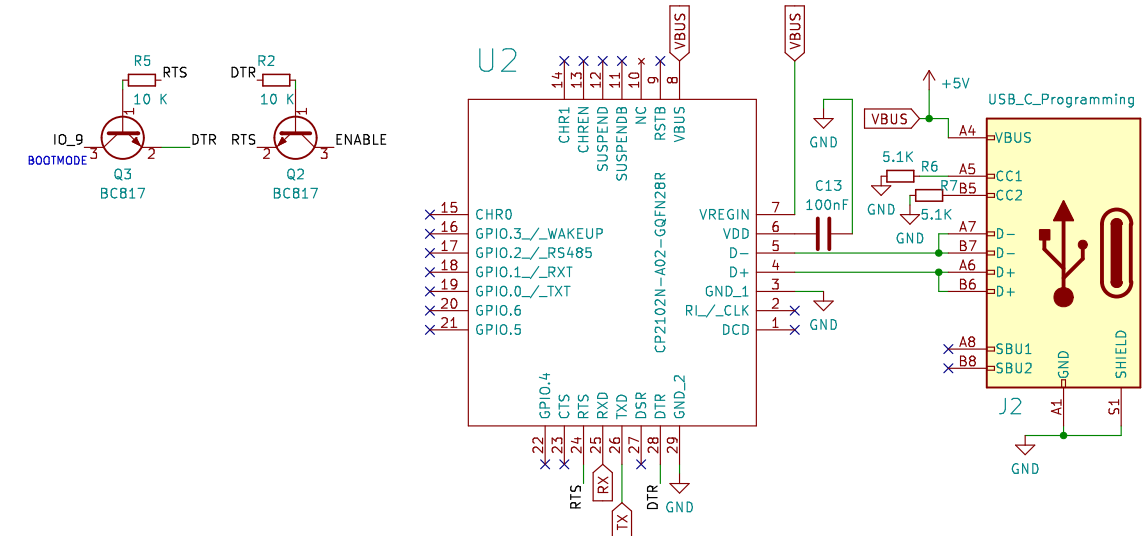 R5
RTS
10 K
IO_9
BOOTMODE
3
1
2
DTR
Q3
BC817
R2
DTR
10 K
RTS
2
1
3
ENABLE
Q2
BC817
U2
VBUS
14
13
12
11
10
9
8
CHR1
CHREN
SUSPEND
SUSPENDB
NC
RSTB
VBUS
15 CHR0
16 GPIO.3_/_WAKEUP
17 GPIO.2_/_RS485
18 GPIO.1_/_RXT
19 GPIO.0_/_TXT
20 GPIO.6
21 GPIO.5
CP2102N-A02-GQFN28R
VREGIN 7
VDD 6
D- 5
D+ 4
GND_1 3
RI_/_CLK 2
DCD 1
GPIO.4
CTS
RTS
RXD
TXD
DSR
DTR
GND_2
22
23
24
25
26
27
28
29
RTS
RX
TX
DTR
GND
VBUS
GND
C13
100nF
GND
+5V
VBUS
USB_C_Programming
5.1K
R6
GND
R7
5.1K
GND
A4 VBUS
A5 CC1
B5 CC2
A7 D-
B7 D-
A6 D+
B6 D+
A8 SBU1
B8 SBU2
GND
SHIELD
J2
A1
S1
GND